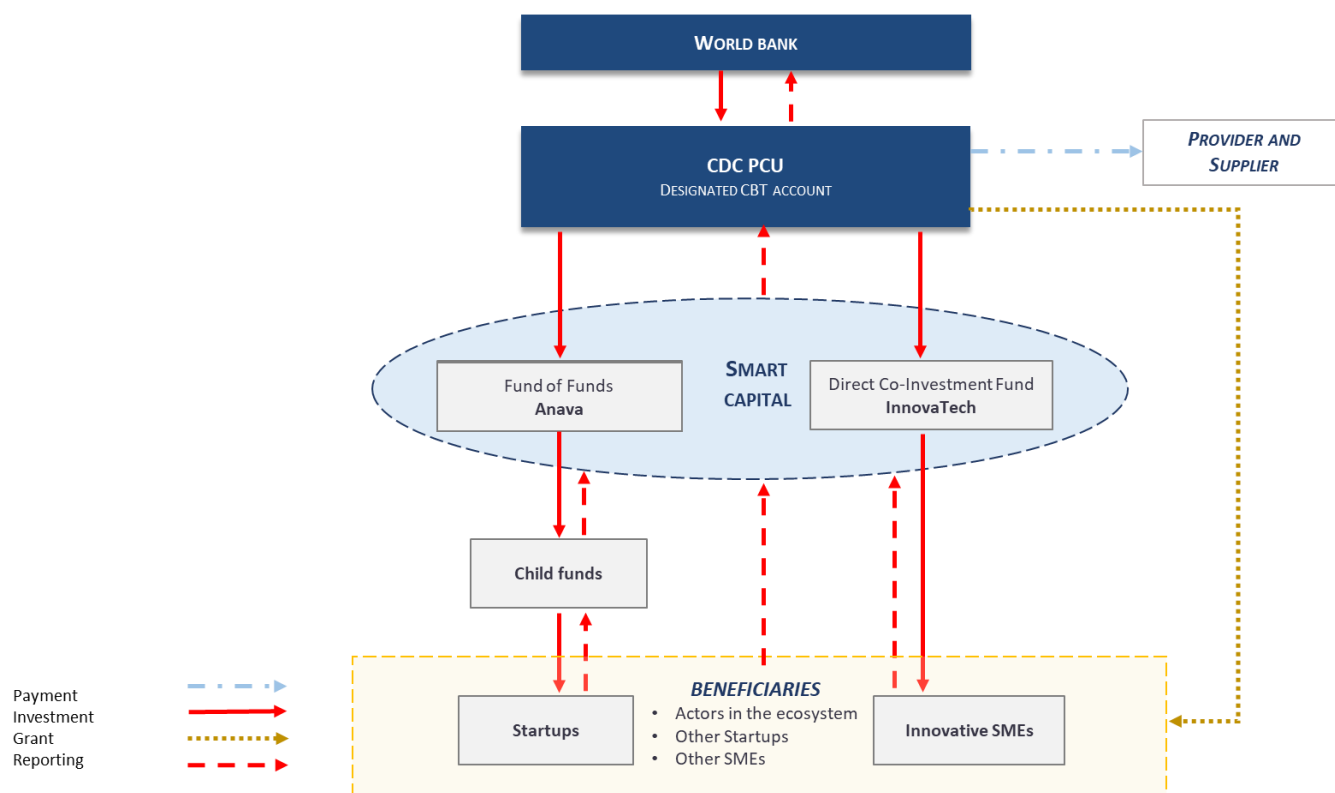 WORLD BANK
CDC PCU
DESIGNATED CBT ACCOUNT
PROVIDER AND
SUPPLIER
Fund of Funds
Anava
SMART
CAPITAL
Direct Co-Investment Fund
InnovaTech
Child funds
BENEFICIARIES
• Actors in the ecosystem
• Other Startups
• Other SMEs
Startups
Innovative SMEs
Payment
Investment
Grant
Reporting